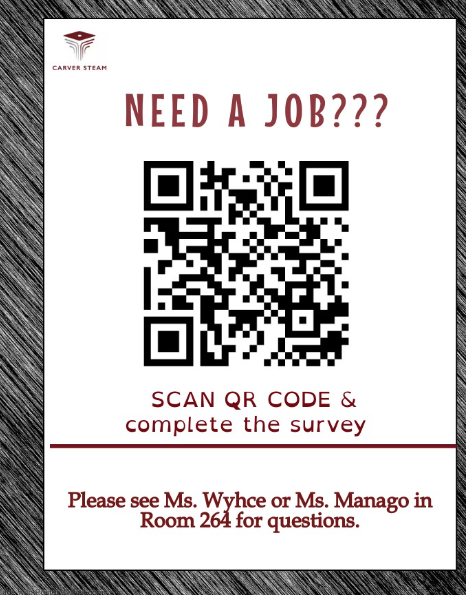 CARVER STEAM
NEED A JOB???
SCAN QR CODE &
complete the survey
Please see Ms. Wyhce or Ms. Manago in
Room 264 for questions.